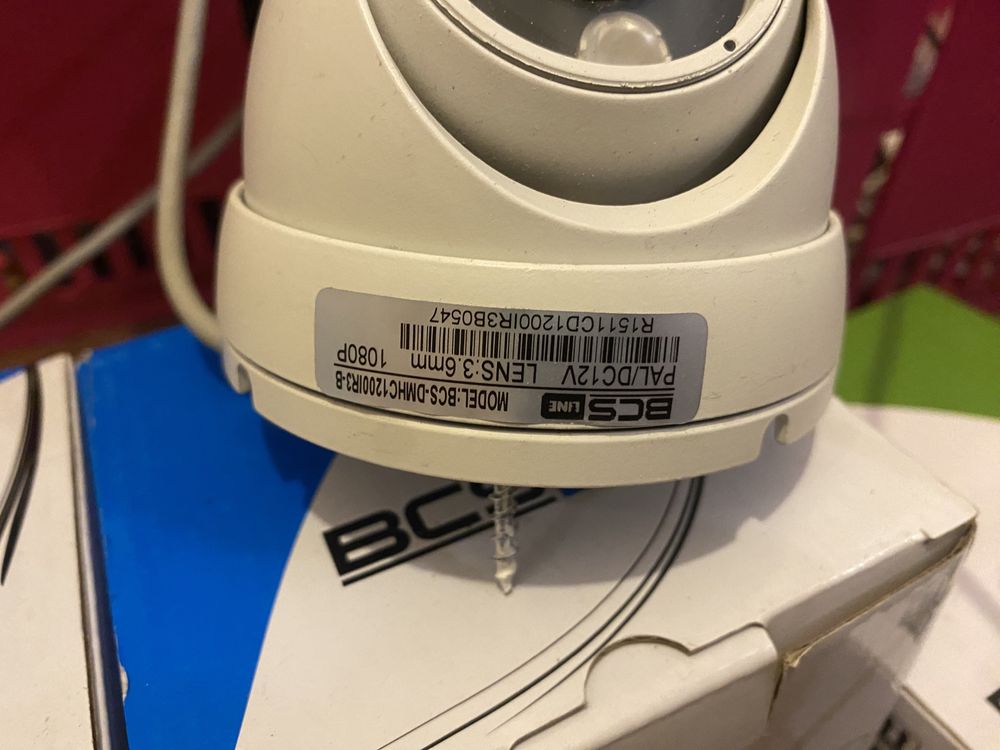 BCS LINE MODEL:BCS-DMHC1200IR3-B
PAL/DC12V LENS:3.6mm 1080P
R1511CD1200IR3B0547
BCS